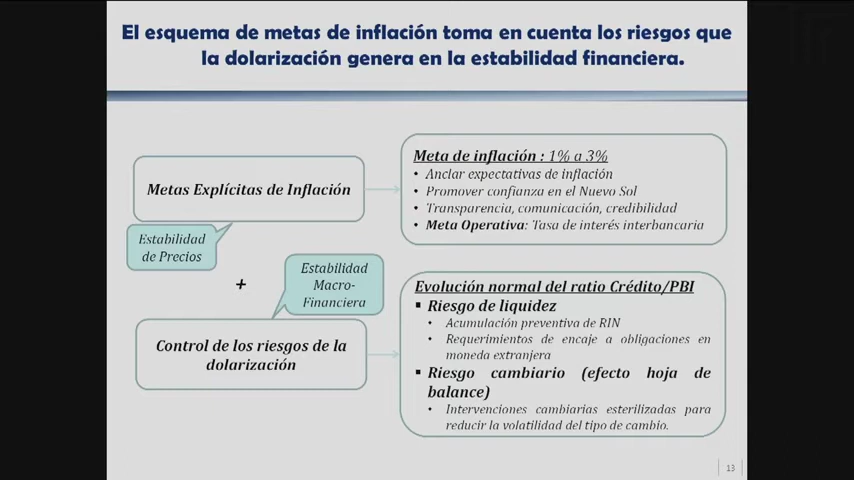 El esquema de metas de inflación toma en cuenta los riesgos que
la dolarización genera en la estabilidad financiera.
Metas Explícitas de Inflación
Estabilidad
de Precios
Meta de inflación : 1% a 3%
• Anclar expectativas de inflación
• Promover confianza en el Nuevo Sol
• Transparencia, comunicación, credibilidad
• Meta Operativa: Tasa de interés interbancaria
+
Estabilidad
Macro-
Financiera
Control de los riesgos de la
dolarización
Evolución normal del ratio Crédito/PBI
▪ Riesgo de liquidez
• Acumulación preventiva de RIN
• Requerimientos de encaje a obligaciones en
moneda extranjera
▪ Riesgo cambiario (efecto hoja de
balance)
• Intervenciones cambiarias esterilizadas para
reducir la volatilidad del tipo de cambio.
13